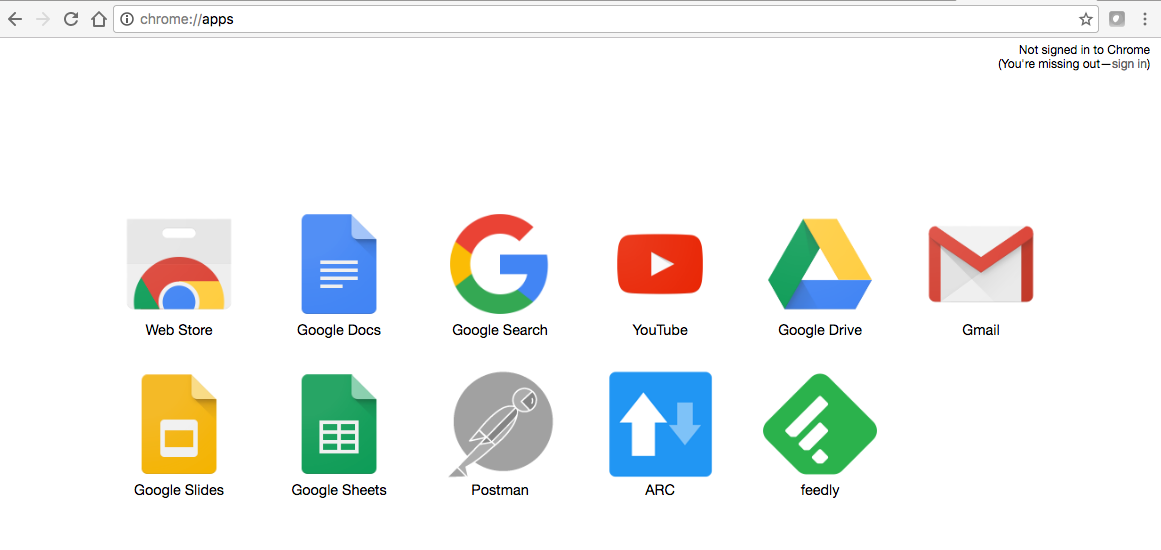 chrome://apps
Not signed in to Chrome
(You're missing out—sign in)
Web Store
Google Docs
Google Search
YouTube
Google Drive
Gmail
Google Slides
Google Sheets
Postman
ARC
feedly